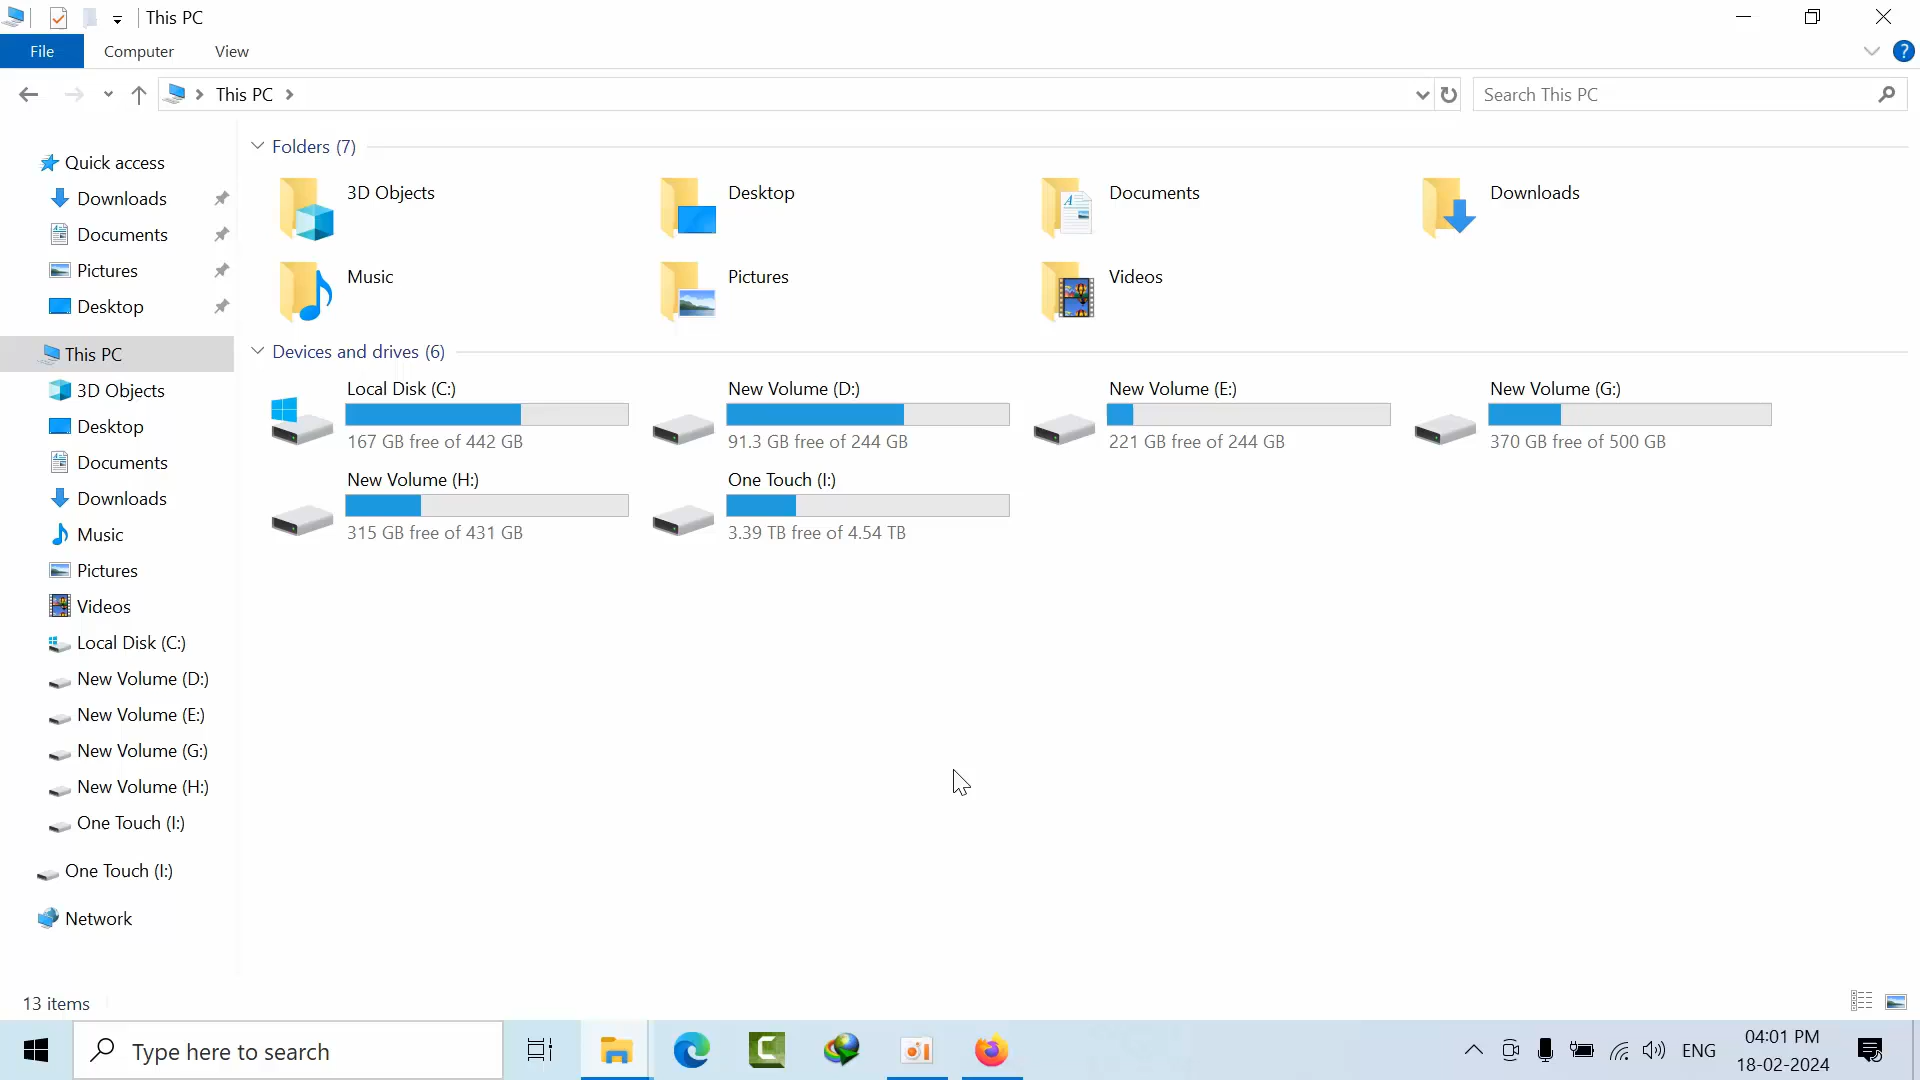 This PC
File
Computer
View
This PC
Search This PC
Quick access
Downloads
Documents
Pictures
Desktop
This PC
3D Objects
Desktop
Documents
Downloads
Music
Pictures
Videos
Local Disk (C:)
New Volume (D:)
New Volume (E:)
New Volume (G:)
New Volume (H:)
One Touch (I:)
One Touch (I:)
Network
Folders (7)
3D Objects
Desktop
Documents
Downloads
Music
Pictures
Videos
Devices and drives (6)
Local Disk (C:)
167 GB free of 442 GB
New Volume (D:)
91.3 GB free of 244 GB
New Volume (E:)
221 GB free of 244 GB
New Volume (G:)
370 GB free of 500 GB
New Volume (H:)
315 GB free of 431 GB
One Touch (I:)
3.39 TB free of 4.54 TB
13 items
Type here to search
ENG
04:01 PM
18-02-2024